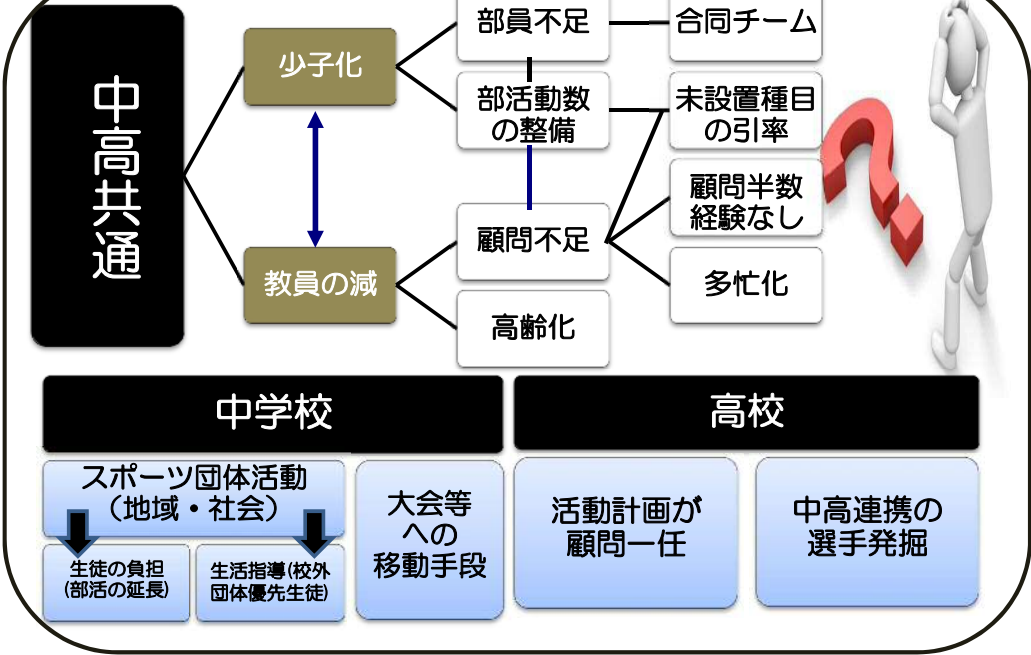 中高共通
少子化
教員の減
部員不足
部活動数
の整備
顧問不足
高齢化
合同チーム
未設置種目
の引率
顧問半数
経験なし
多忙化
中学校
スポーツ団体活動
（地域・社会）
生徒の負担
(部活の延長)
生活指導(校外
団体優先生徒)
大会等
への
移動手段
高校
活動計画が
顧問一任
中高連携の
選手発掘